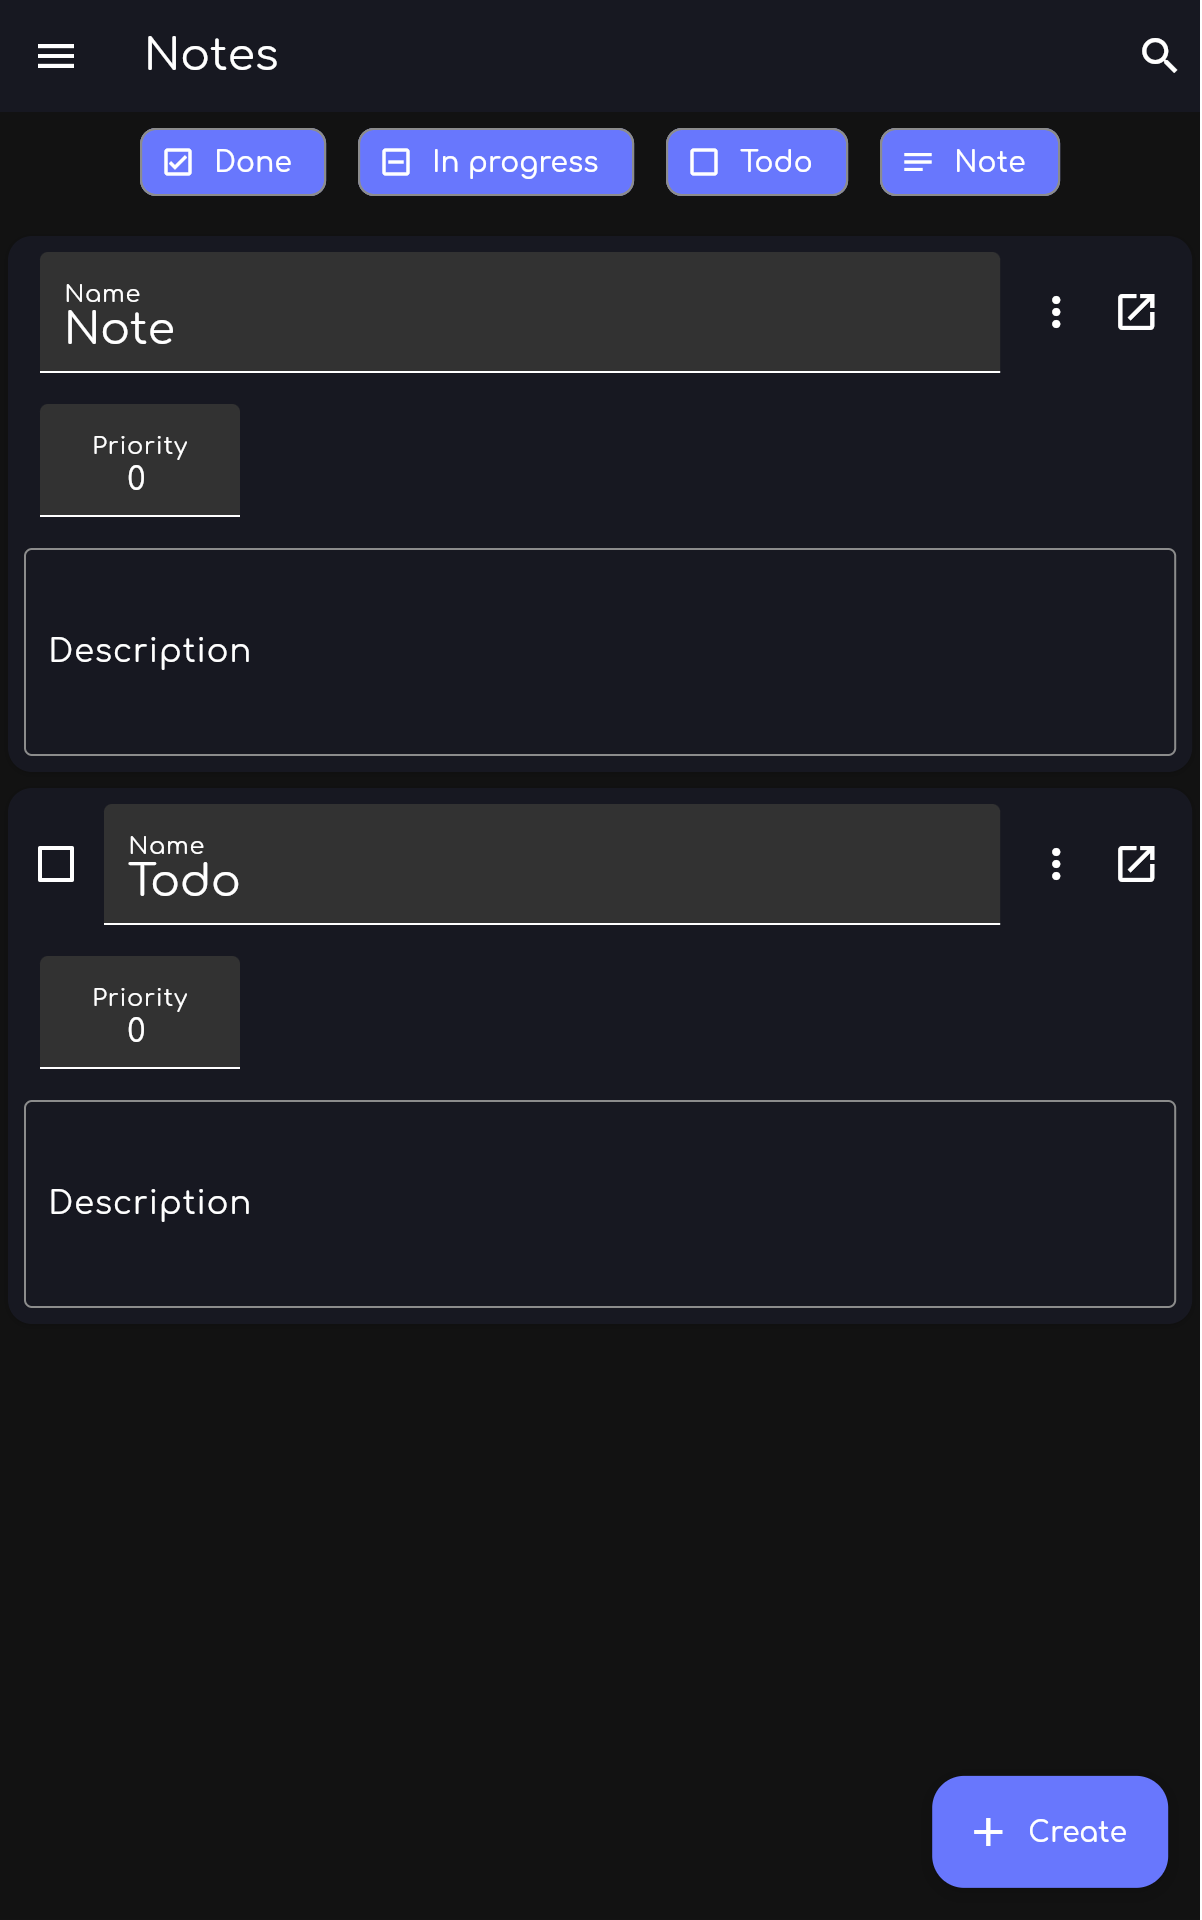 Notes
Done In progress Todo Note
Name
Note
Priority
0
Description
Name
Todo
Priority
0
Description
Create